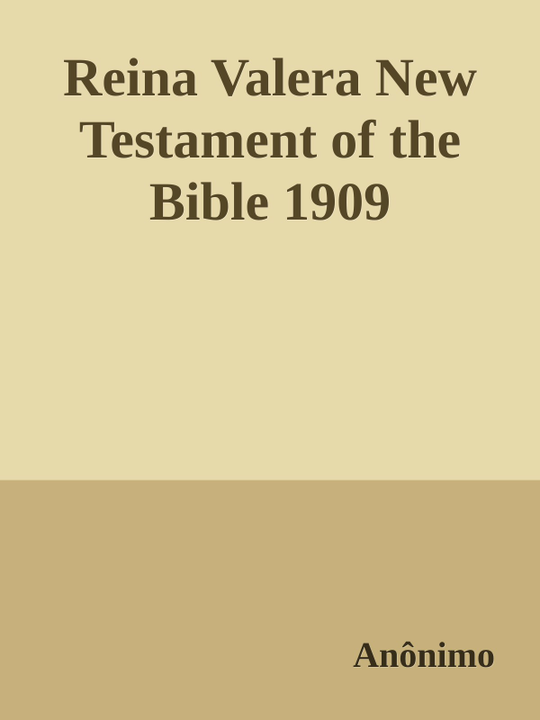 Reina Valera New
Testament of the
Bible 1909
Anônimo